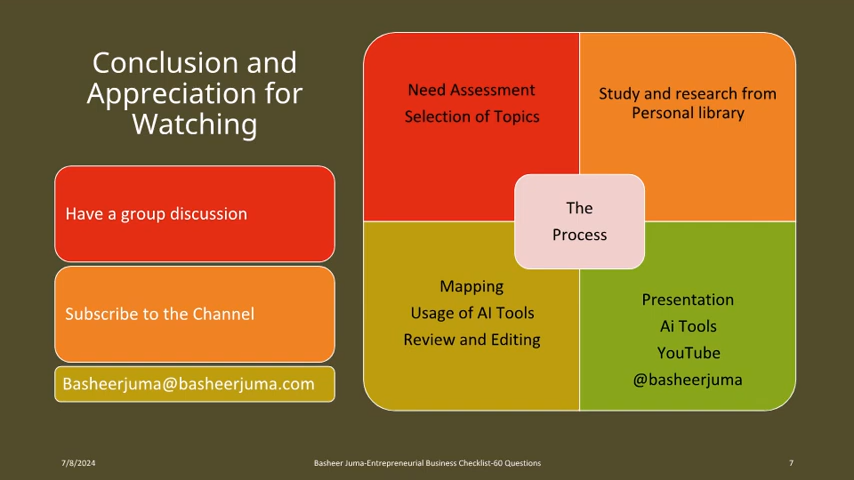 Conclusion and
Appreciation for
Watching
Have a group discussion
Subscribe to the Channel
Basheerjuma@basheerjuma.com
Need Assessment
Selection of Topics
Study and research from
Personal library
The
Process
Mapping
Usage of AI Tools
Review and Editing
Presentation
Ai Tools
YouTube
@basheerjuma
7/8/2024
Basheer Juma-Entrepreneurial Business Checklist-60 Questions
7